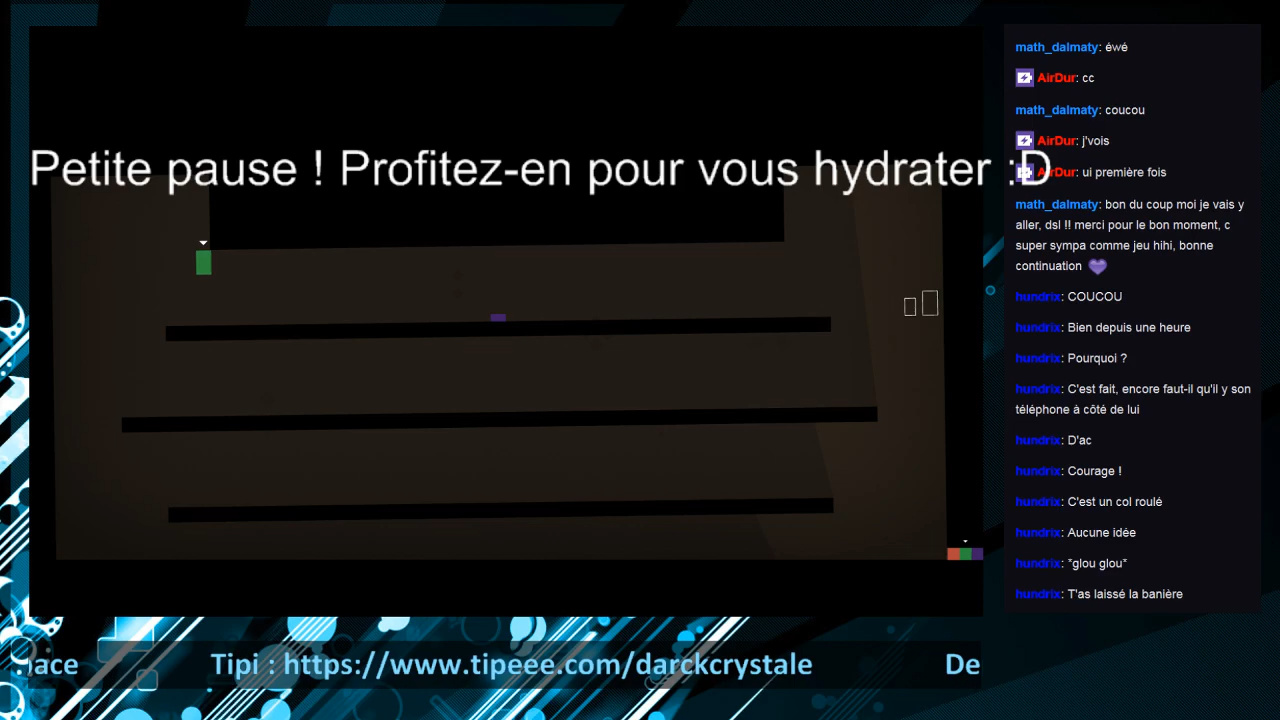 Petite pause ! Profitez-en pour vous hydrater :D
math_dalmaty: éwé
AirDur: cc
math_dalmaty: coucou
AirDur: j'vois
AirDur: ui première fois
math_dalmaty: bon du coup moi je vais y
aller, dsl !! merci pour le bon moment, c
super sympa comme jeu hihi, bonne
continuation
hundrix: COUCOU
hundrix: Bien depuis une heure
hundrix: Pourquoi ?
hundrix: C'est fait, encore faut-il qu'il y son
téléphone à côté de lui
hundrix: D'ac
hundrix: Courage !
hundrix: C'est un col roulé
hundrix: Aucune idée
hundrix: *glou glou*
hundrix: T'as laissé la banière
ace Tipi : https://www.tipeee.com/darckcrystale De